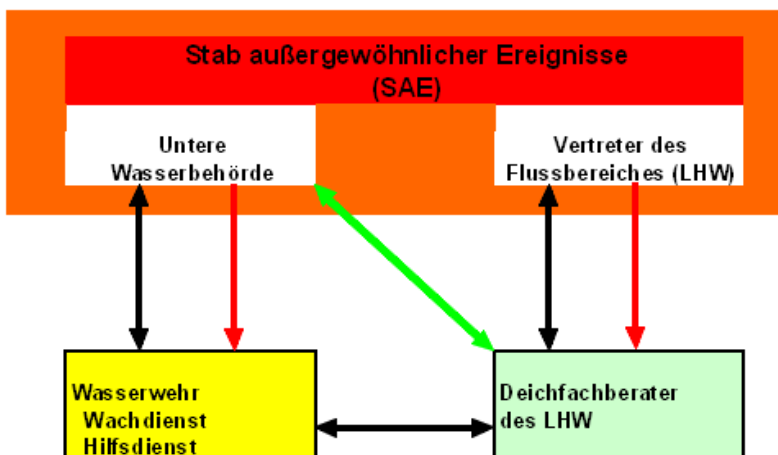 Stab außergewöhnlicher Ereignisse
(SAE)
Untere
Wasserbehörde
Vertreter des
Flussbereiches (LHW)
Wasserwehr
Wachdienst
Hilfsdienst
Deichfachberater
des LHW